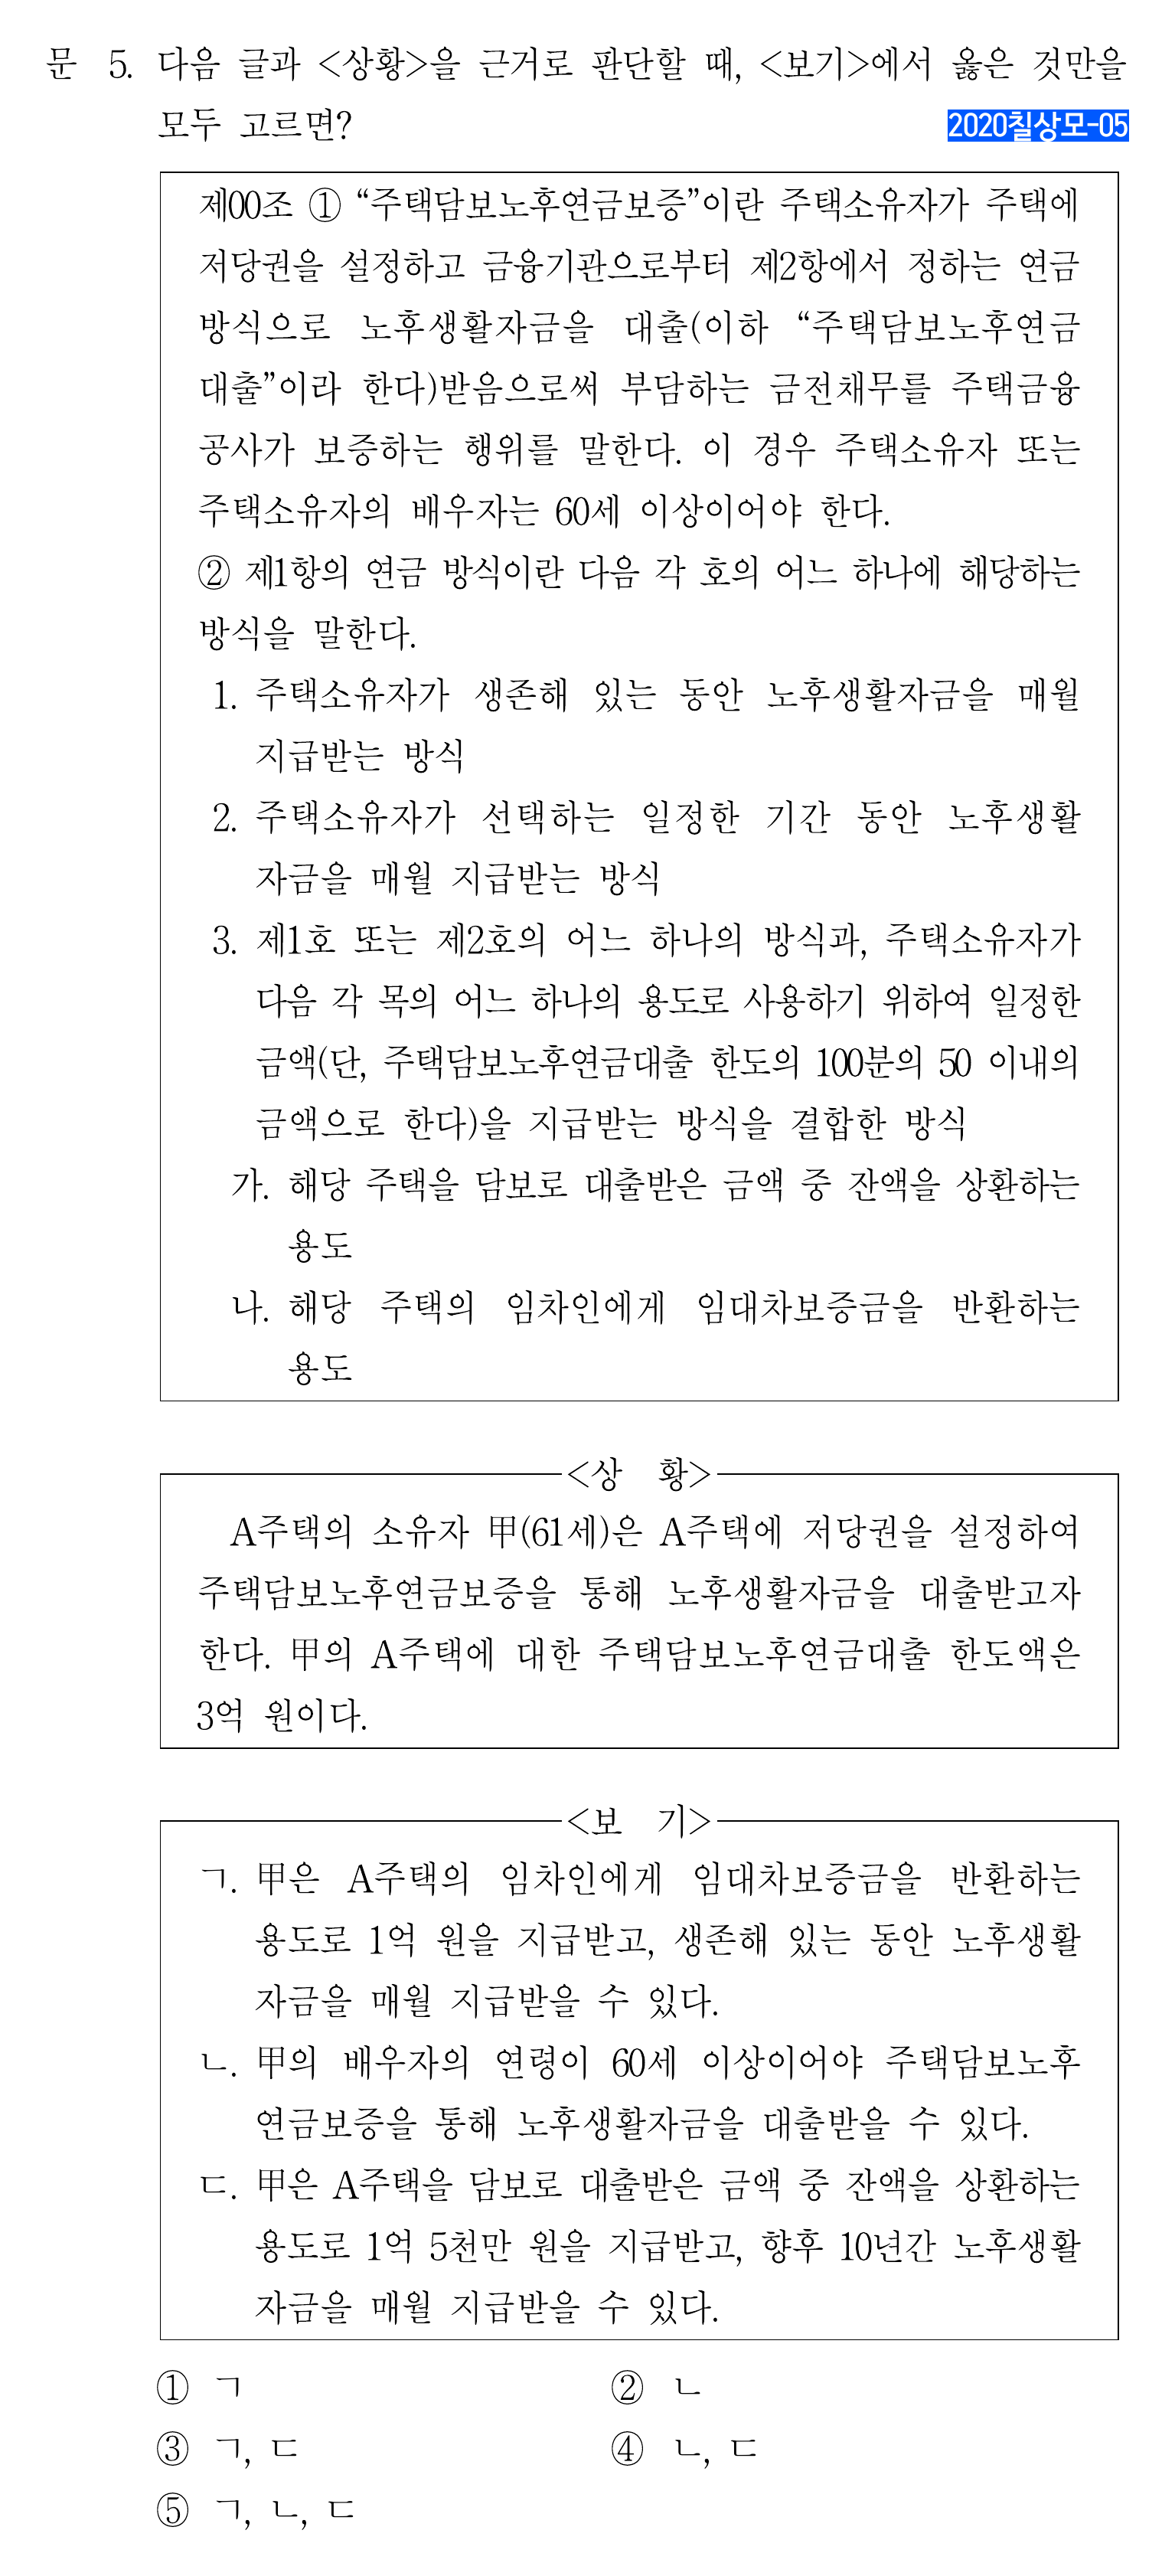 문 5. 다음 글과 <상황>을 근거로 판단할 때, <보기>에서 옳은 것만을
모두 고르면?
2020칠상모-05
제00조 ① “주택담보노후연금보증”이란 주택소유자가 주택에
저당권을 설정하고 금융기관으로부터 제2항에서 정하는 연금
방식으로 노후생활자금을 대출(이하 “주택담보노후연금
대출”이라 한다)받음으로써 부담하는 금전채무를 주택금융
공사가 보증하는 행위를 말한다. 이 경우 주택소유자 또는
주택소유자의 배우자는 60세 이상이어야 한다.
② 제1항의 연금 방식이란 다음 각 호의 어느 하나에 해당하는
방식을 말한다.
1. 주택소유자가 생존해 있는 동안 노후생활자금을 매월
지급받는 방식
2. 주택소유자가 선택하는 일정한 기간 동안 노후생활
자금을 매월 지급받는 방식
3. 제1호 또는 제2호의 어느 하나의 방식과, 주택소유자가
다음 각 목의 어느 하나의 용도로 사용하기 위하여 일정한
금액(단, 주택담보노후연금대출 한도의 100분의 50 이내의
금액으로 한다)을 지급받는 방식을 결합한 방식
가. 해당 주택을 담보로 대출받은 금액 중 잔액을 상환하는
용도
나. 해당 주택의 임차인에게 임대차보증금을 반환하는
용도
<상 황>
A주택의 소유자 甲(61세)은 A주택에 저당권을 설정하여
주택담보노후연금보증을 통해 노후생활자금을 대출받고자
한다. 甲의 A주택에 대한 주택담보노후연금대출 한도액은
3억 원이다.
<보 기>
ㄱ. 甲은 A주택의 임차인에게 임대차보증금을 반환하는
용도로 1억 원을 지급받고, 생존해 있는 동안 노후생활
자금을 매월 지급받을 수 있다.
ㄴ. 甲의 배우자의 연령이 60세 이상이어야 주택담보노후
연금보증을 통해 노후생활자금을 대출받을 수 있다.
ㄷ. 甲은 A주택을 담보로 대출받은 금액 중 잔액을 상환하는
용도로 1억 5천만 원을 지급받고, 향후 10년간 노후생활
자금을 매월 지급받을 수 있다.
① ㄱ ② ㄴ
③ ㄱ, ㄷ ④ ㄴ, ㄷ
⑤ ㄱ, ㄴ, ㄷ